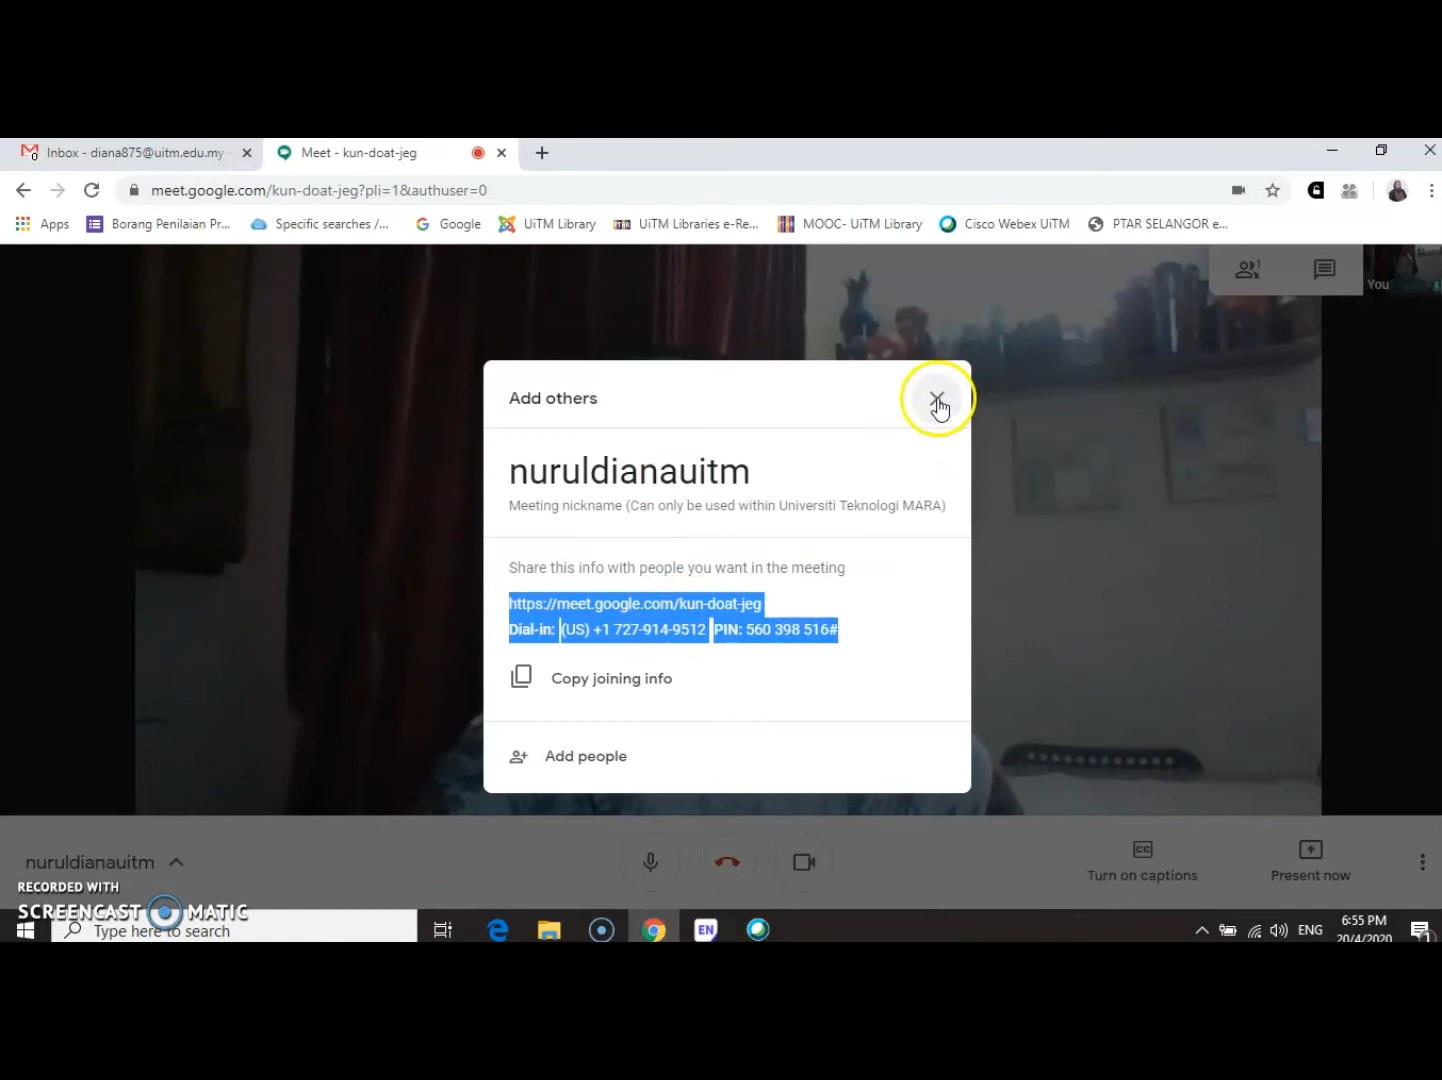 Inbox - diana875@uitm.edu.my -
Meet - kun-doat-jeg
meet.google.com/kun-doat-jeg?pli=1&authuser=0
Apps
Borang Penilaian Pr...
Specific searches /...
Google
UiTM Library
UiTM Libraries e-Re...
MOOC- UiTM Library
Cisco Webex UiTM
PTAR SELANGOR e...
1
You
Add others
nuruldianauitm
Meeting nickname (Can only be used within Universiti Teknologi MARA)
Share this info with people you want in the meeting
https://meet.google.com/kun-doat-jeg
Dial-in: (US) +1 727-914-9512 PIN: 560 398 516#
Copy joining info
Add people
nuruldianauitm
Turn on captions
Present now
RECORDED WITH
SCREENCAST MATIC
Type here to search
EN
ENG
6:55 PM
20/4/2020
1